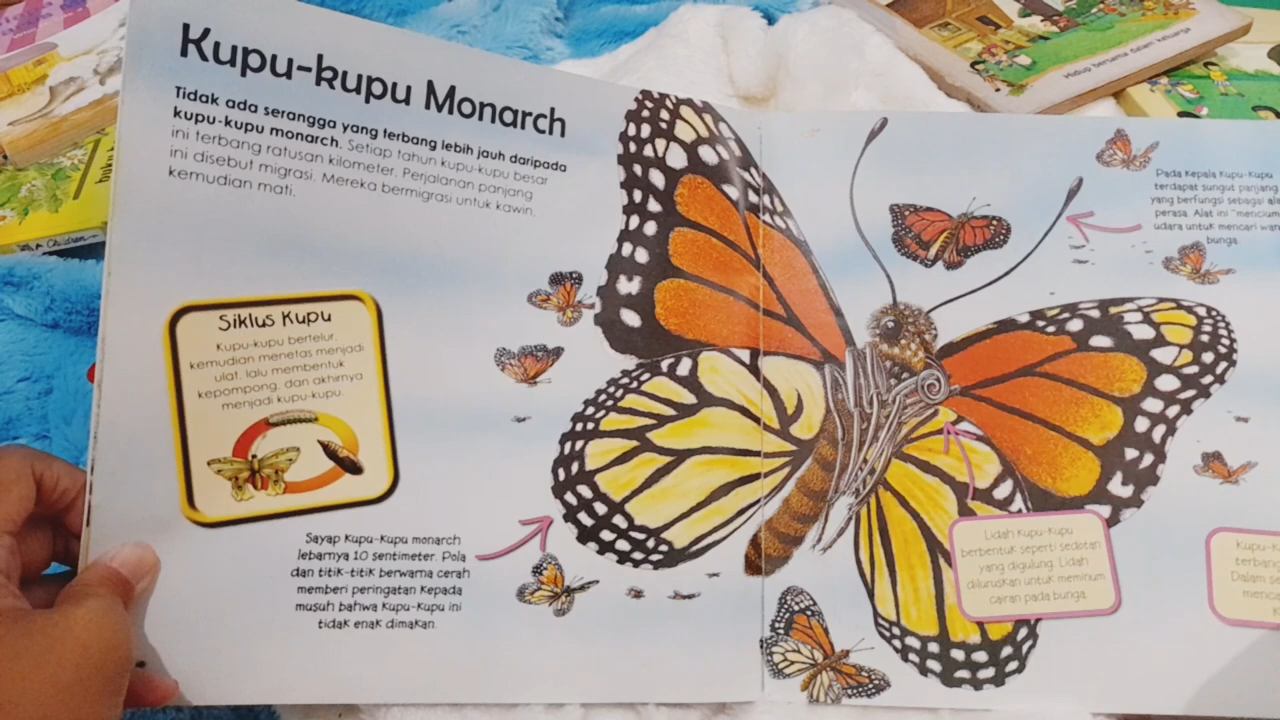 Kupu-kupu Monarch
Tidak ada serangga yang terbang lebih jauh daripada
kupu-kupu monarch. Setiap tahun kupu-kupu besar
ini terbang ratusan kilometer. Perjalanan panjang
ini disebut migrasi. Mereka bermigrasi untuk kawin,
kemudian mati.
Siklus Kupu
Kupu-kupu bertelur,
kemudian menetas menjadi
ulat, lalu membentuk
kepompong, dan akhirnya
menjadi kupu-kupu.
Sayap kupu-kupu monarch
lebarnya 10 sentimeter. Pola
dan titik-titik berwarna cerah
memberi peringatan kepada
musuh bahwa kupu-kupu ini
tidak enak dimakan.
Pada kepala kupu-kupu
terdapat sungut panjang
yang berfungsi sebagai
perasa. Alat ini "mencium"
udara untuk mencari
bunga.
Lidah kupu-kupu
berbentuk seperti sedotan
yang digulung. Lidah
diluruskan untuk meminum
cairan pada bunga.
terbang
Dalam
Hidup bersama dalam keluarga
A Children